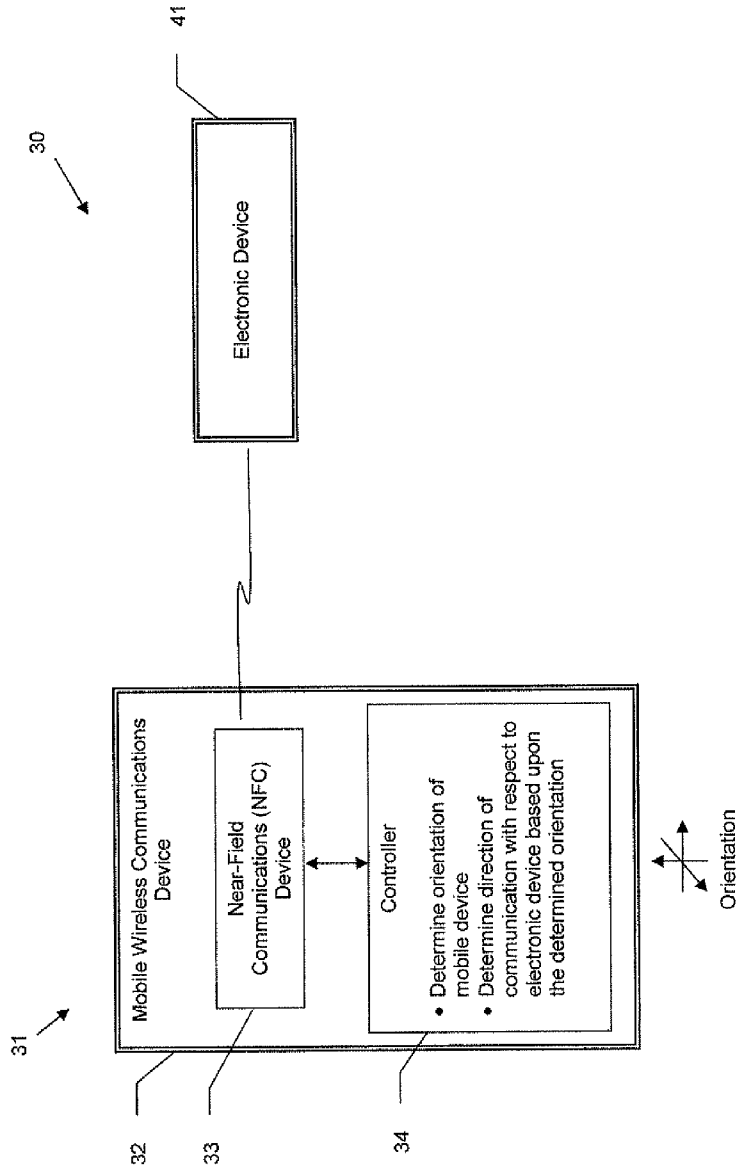 30
31
41
32
Mobile Wireless Communications
Device
33
Near-Field
Communications (NFC)
Device
Electronic Device
34
Controller
• Determine orientation of
mobile device
• Determine direction of
communication with respect to
electronic device based upon
the determined orientation
Orientation